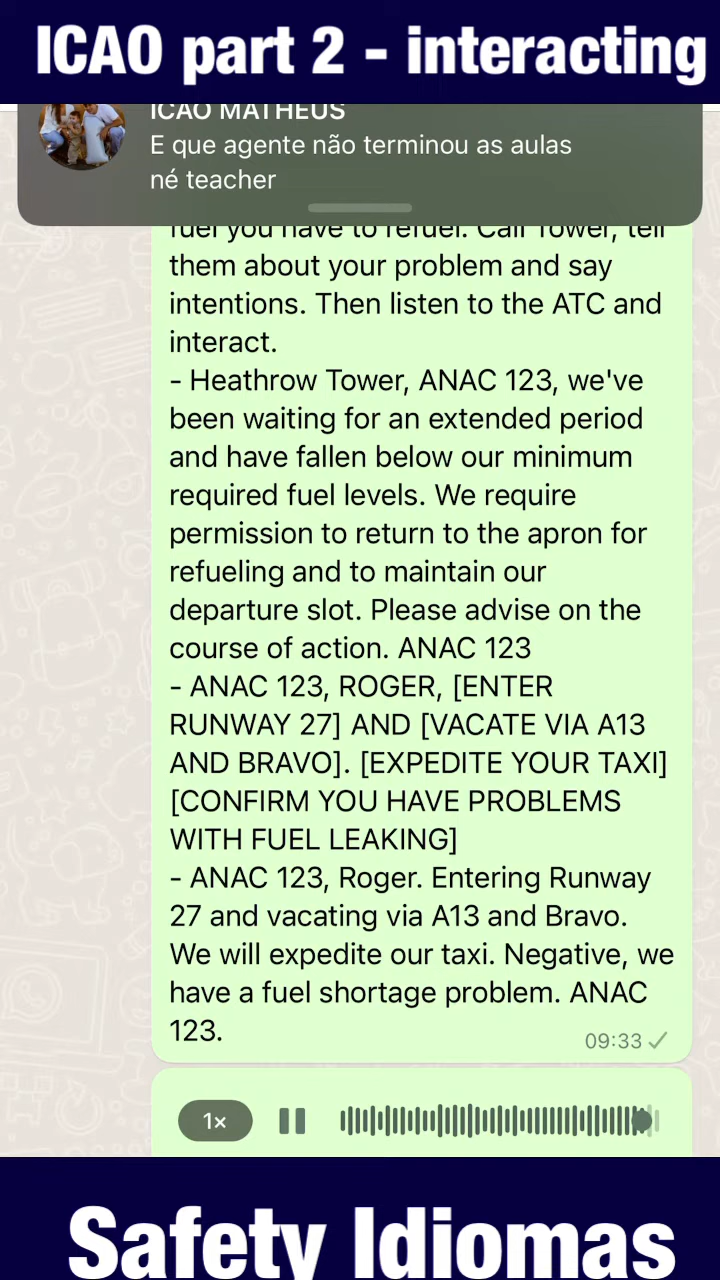 ICAO part 2 - interacting
ICAO MATHEUS
E que agente não terminou as aulas
né teacher
fuel you have to refuel. Call Tower, tell
them about your problem and say
intentions. Then listen to the ATC and
interact.
- Heathrow Tower, ANAC 123, we've
been waiting for an extended period
and have fallen below our minimum
required fuel levels. We require
permission to return to the apron for
refueling and to maintain our
departure slot. Please advise on the
course of action. ANAC 123
- ANAC 123, ROGER, [ENTER
RUNWAY 27] AND [VACATE VIA A13
AND BRAVO]. [EXPEDITE YOUR TAXI]
[CONFIRM YOU HAVE PROBLEMS
WITH FUEL LEAKING]
- ANAC 123, Roger. Entering Runway
27 and vacating via A13 and Bravo.
We will expedite our taxi. Negative, we
have a fuel shortage problem. ANAC
123.
09:33
1x
Safety Idiomas